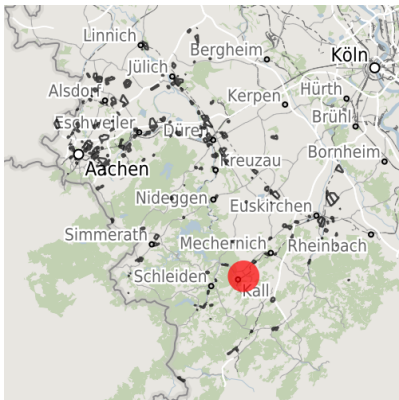 Linnich
Bergheim
Köln
Jülich
Alsdorf
Kerpen
Hürth
Eschweiler
Düren
Brühl
Bornheim
Aachen
Kreuzau
Nideggen
Euskirchen
Simmerath
Mechernich
Rheinbach
Schleiden
Kall